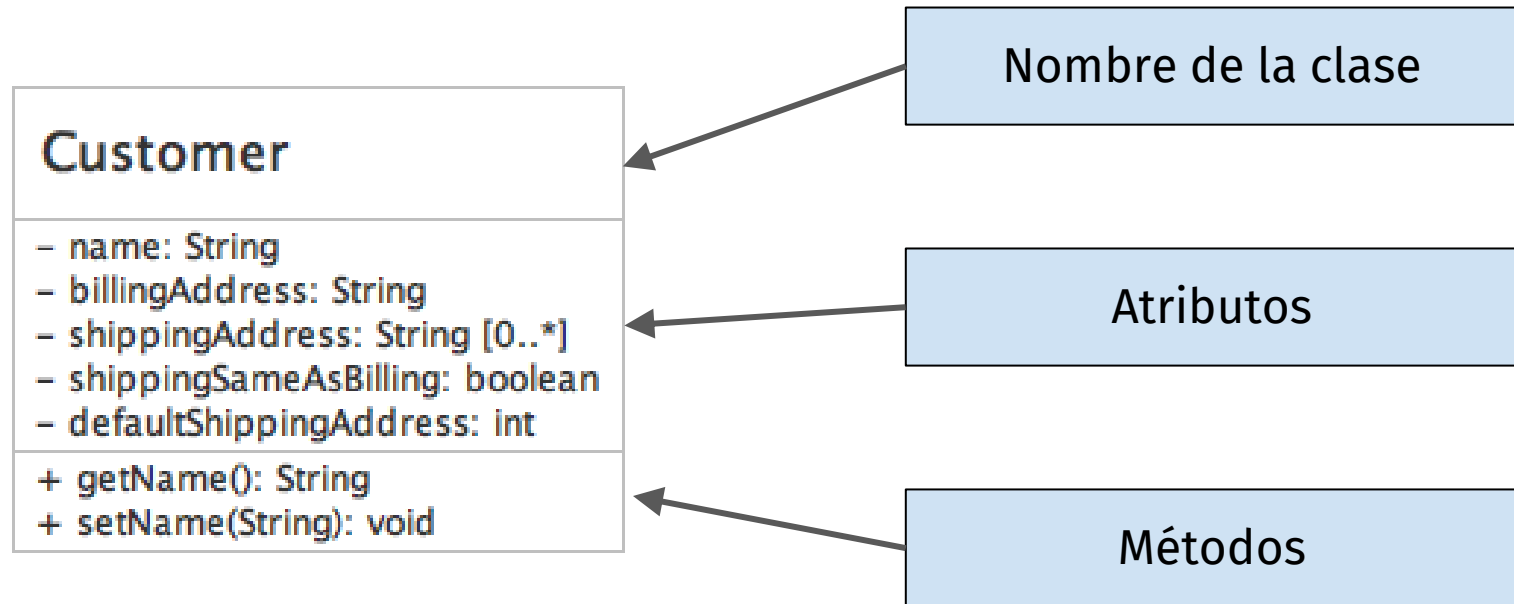 Nombre de la clase
Customer
– name: String
– billingAddress: String
– shippingAddress: String [0..*]
– shippingSameAsBilling: boolean
– defaultShippingAddress: int
Atributos
+ getName(): String
+ setName(String): void
Métodos